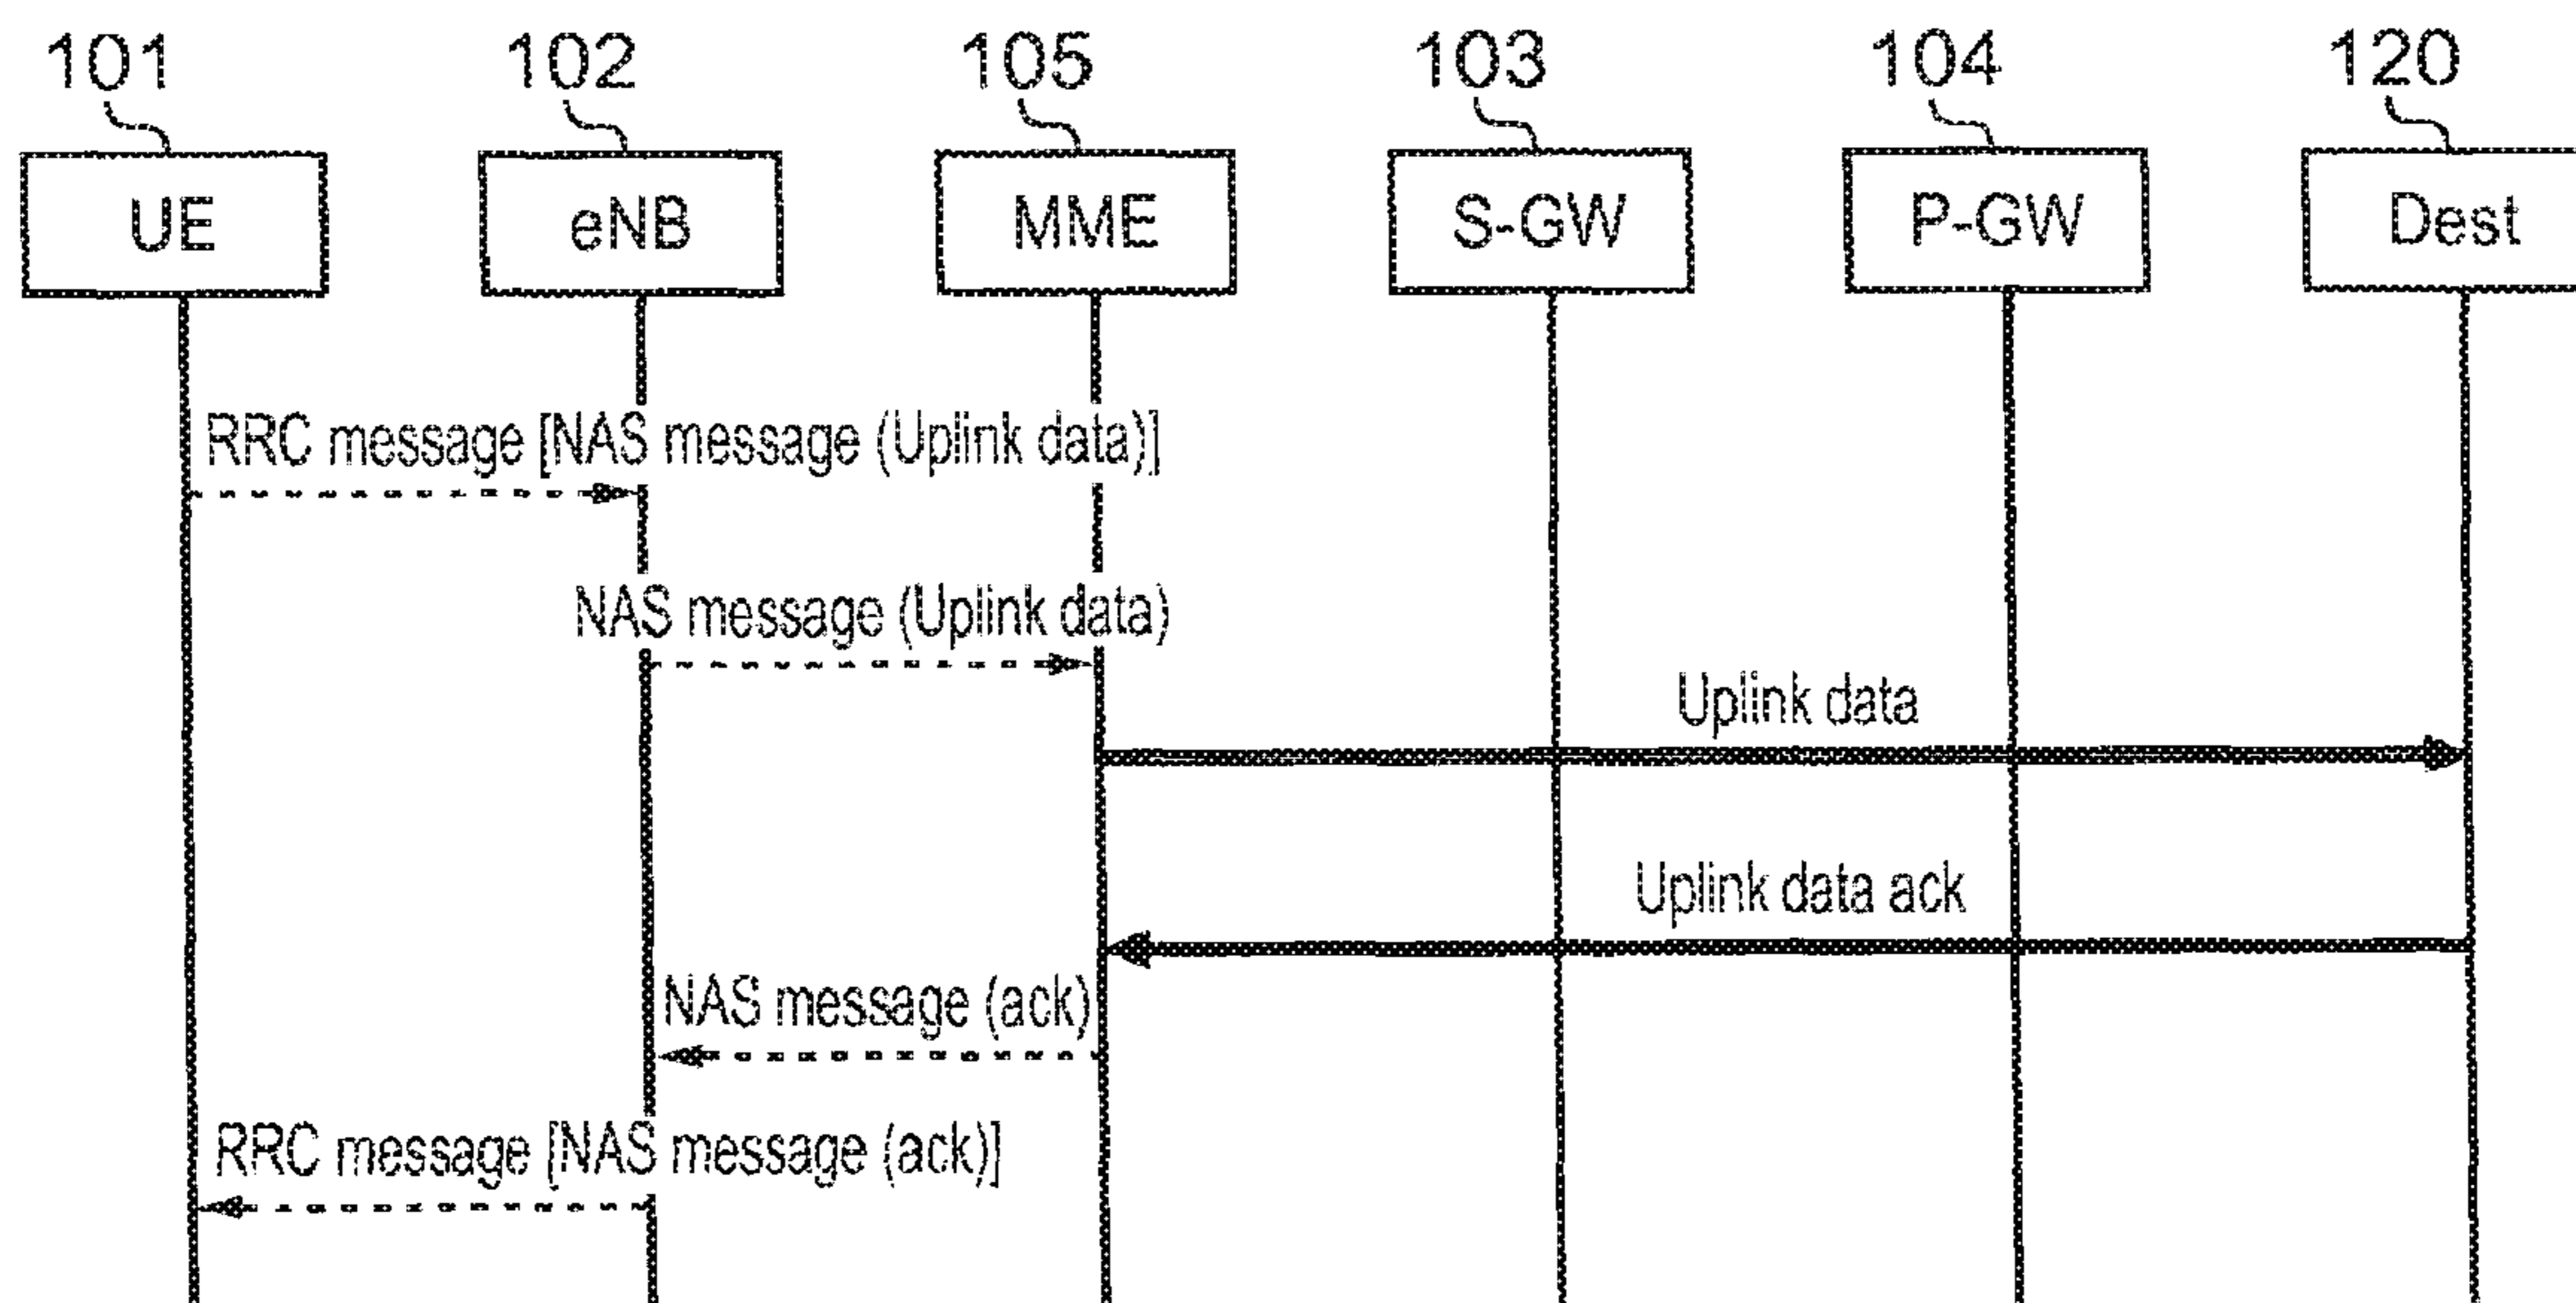 101 102 105 103 104 120
UE eNB MME S-GW P-GW Dest
RRC message [NAS message (Uplink data)]
NAS message (Uplink data)
Uplink data
Uplink data ack
NAS message (ack)
RRC message [NAS message (ack)]